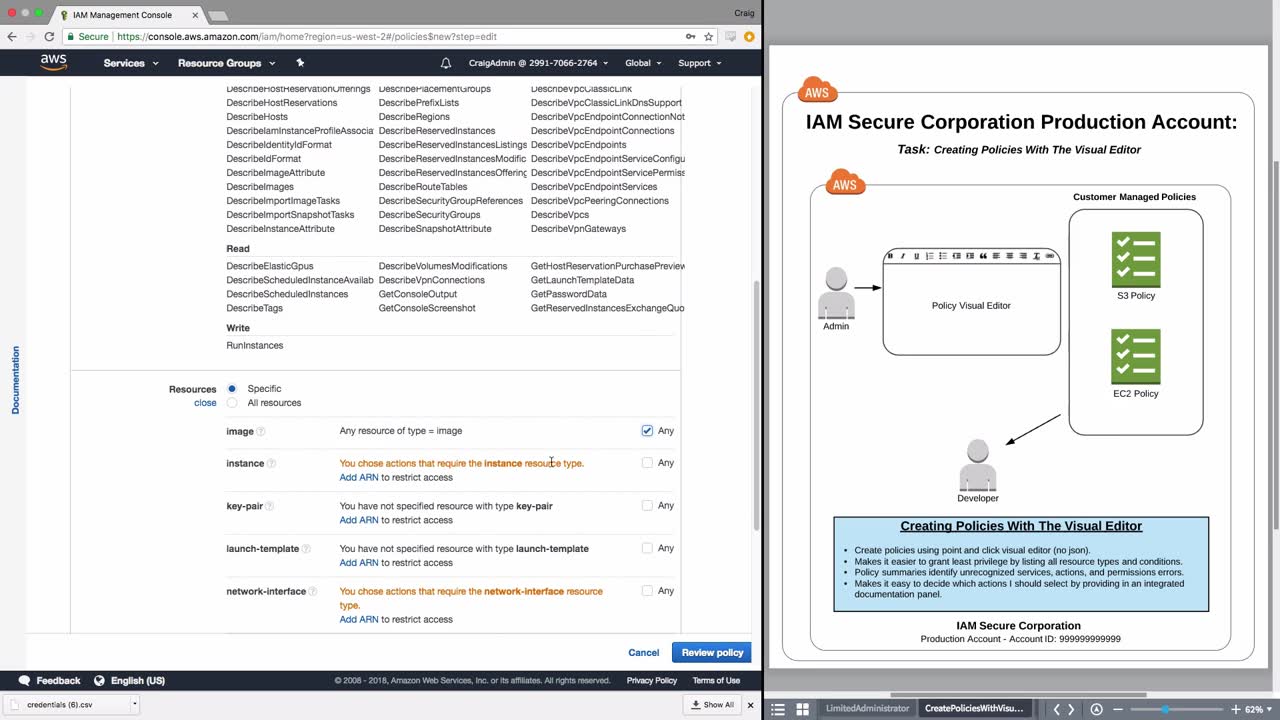 IAM Management Console
Craig
Secure
https://console.aws.amazon.com/iam/home?region=us-west-2#/policies$new?step=edit
aws
Services
Resource Groups
CraigAdmin @ 2991-7066-2764
Global
Support
DescribeHostReservationOfferings DescribePlacementGroups DescribeVpcClassicLink
DescribeHostReservations DescribePrefixLists DescribeVpcClassicLinkDnsSupport
DescribeHosts DescribeRegions DescribeVpcEndpointConnectionNot
DescribeIamInstanceProfileAssocia DescribeReservedInstances DescribeVpcEndpointConnections
DescribeIdentityIdFormat DescribeReservedInstancesListings DescribeVpcEndpoints
DescribeIdFormat DescribeReservedInstancesModific DescribeVpcEndpointServiceConfigu
DescribeImageAttribute DescribeReservedInstancesOffering DescribeVpcEndpointServicePermiss
DescribeImages DescribeRouteTables DescribeVpcEndpointServices
DescribeImportImageTasks DescribeSecurityGroupReferences DescribeVpcPeeringConnections
DescribeImportSnapshotTasks DescribeSecurityGroups DescribeVpcs
DescribeInstanceAttribute DescribeSnapshotAttribute DescribeVpnGateways
Read
DescribeElasticGpus DescribeVolumesModifications GetHostReservationPurchasePreview
DescribeScheduledInstanceAvailab DescribeVpnConnections GetLaunchTemplateData
DescribeScheduledInstances GetConsoleOutput GetPasswordData
DescribeTags GetConsoleScreenshot GetReservedInstancesExchangeQuo
Write
RunInstances
Documentation
Resources
close
Specific
All resources
image ? Any resource of type = image Any
instance ? You chose actions that require the instance resource type. Any
Add ARN to restrict access
key-pair ? You have not specified resource with type key-pair Any
Add ARN to restrict access
launch-template ? You have not specified resource with type launch-template Any
Add ARN to restrict access
network-interface ? You chose actions that require the network-interface resource Any
type.
Add ARN to restrict access
Cancel
Review policy
Feedback
English (US)
© 2008 - 2018, Amazon Web Services, Inc. or its affiliates. All rights reserved.
Privacy Policy
Terms of Use
credentials (6).csv
Show All
AWS
IAM Secure Corporation Production Account:
Task: Creating Policies With The Visual Editor
AWS
Customer Managed Policies
B I U
Policy Visual Editor
Admin
S3 Policy
EC2 Policy
Developer
Creating Policies With The Visual Editor
• Create policies using point and click visual editor (no json).
• Makes it easier to grant least privilege by listing all resource types and conditions.
• Policy summaries identify unrecognized services, actions, and permissions errors.
• Makes it easy to decide which actions I should select by providing in an integrated
documentation panel.
IAM Secure Corporation
Production Account - Account ID: 999999999999
LimitedAdministrator
CreatePoliciesWithVisu...
62%